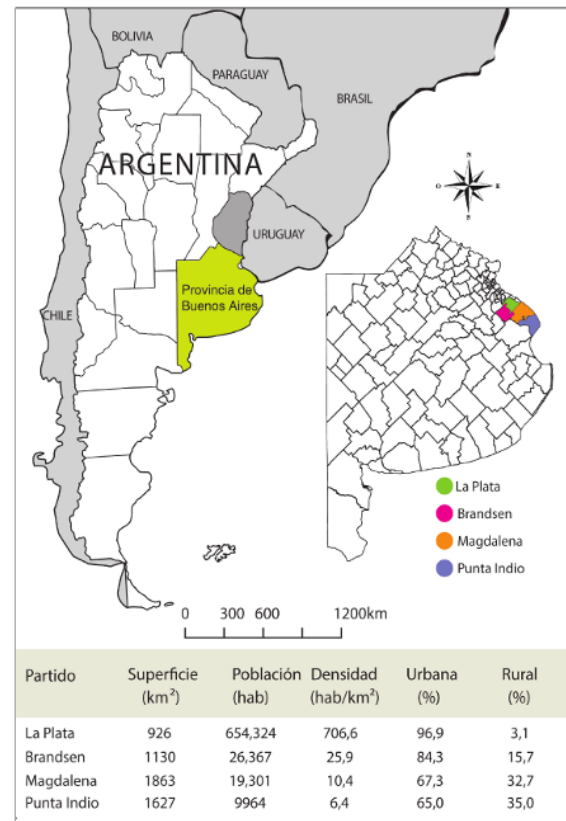 BOLIVIA
PARAGUAY
BRASIL
ARGENTINA
URUGUAY
Provincia de
Buenos Aires
CHILE
N
O
E
S
La Plata
Brandsen
Magdalena
Punta Indio
0 300 600 1200km
Partido Superficie Población Densidad Urbana Rural
(km²) (hab) (hab/km²) (%) (%)
La Plata 926 654,324 706,6 96,9 3,1
Brandsen 1130 26,367 25,9 84,3 15,7
Magdalena 1863 19,301 10,4 67,3 32,7
Punta Indio 1627 9964 6,4 65,0 35,0